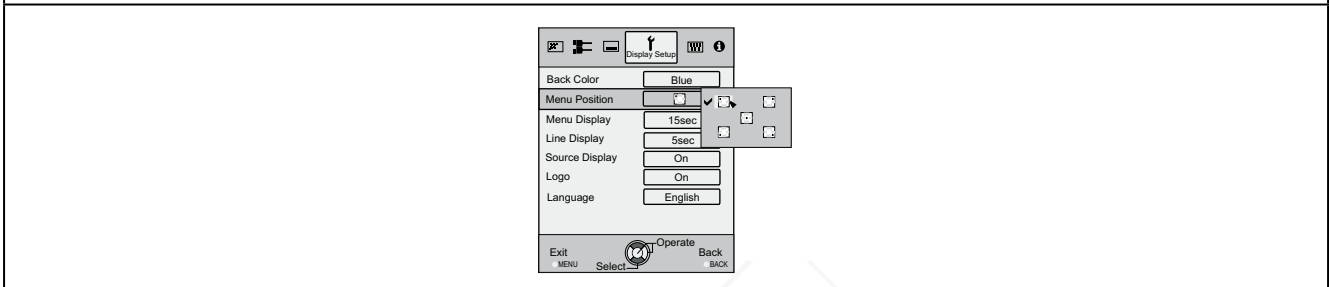 Display Setup
Back Color Blue
Menu Position
Menu Display 15sec
Line Display 5sec
Source Display On
Logo On
Language English
Operate
Exit Back
MENU Select BACK